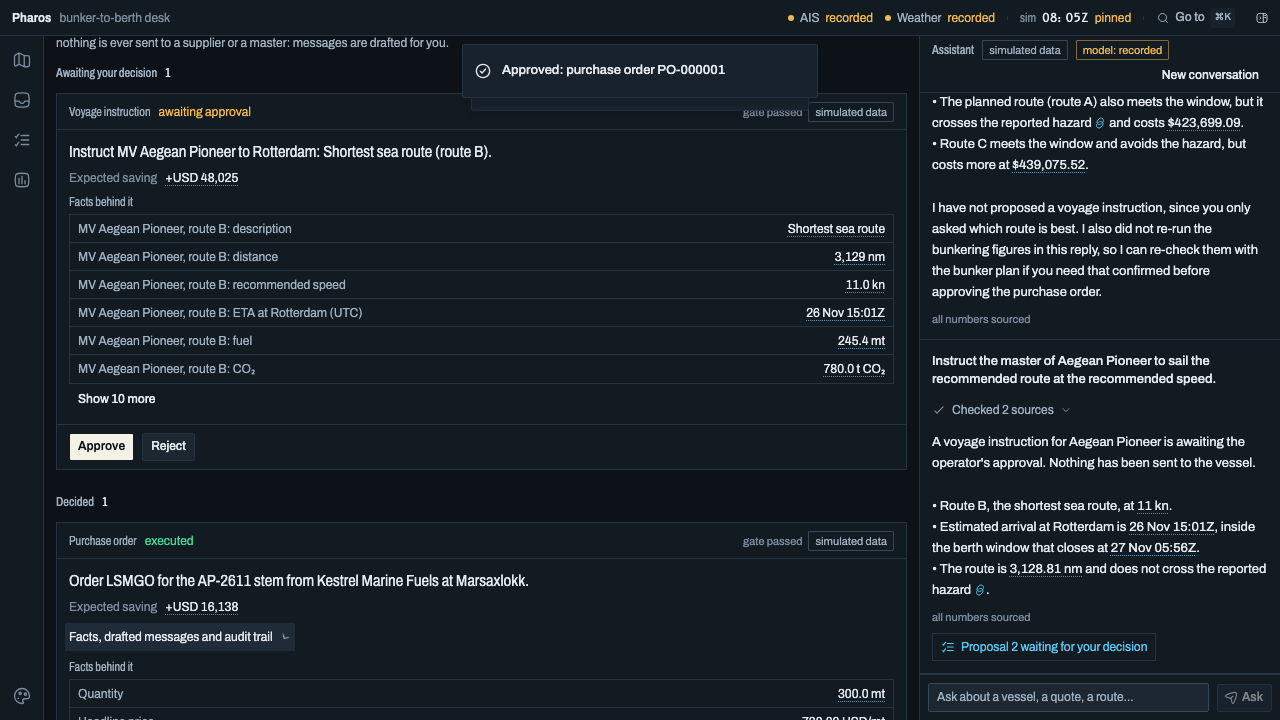 Pharos bunker-to-berth desk
AIS recorded Weather recorded sim 08:05Z pinned Go to ⌘K
nothing is ever sent to a supplier or a master: messages are drafted for you.
Awaiting your decision 1
Approved: purchase order PO-000001
Voyage instruction awaiting approval
gate passed simulated data
Instruct MV Aegean Pioneer to Rotterdam: Shortest sea route (route B).
Expected saving +USD 48,025
Facts behind it
MV Aegean Pioneer, route B: description Shortest sea route
MV Aegean Pioneer, route B: distance 3,129 nm
MV Aegean Pioneer, route B: recommended speed 11.0 kn
MV Aegean Pioneer, route B: ETA at Rotterdam (UTC) 26 Nov 15:01Z
MV Aegean Pioneer, route B: fuel 245.4 mt
MV Aegean Pioneer, route B: CO₂ 780.0 t CO₂
Show 10 more
Approve Reject
Decided 1
Purchase order executed
gate passed simulated data
Order LSMGO for the AP-2611 stem from Kestrel Marine Fuels at Marsaxlokk.
Expected saving +USD 16,138
Facts, drafted messages and audit trail
Facts behind it
Quantity 300.0 mt
Assistant simulated data model: recorded
New conversation
• The planned route (route A) also meets the window, but it
crosses the reported hazard and costs $423,699.09.
• Route C meets the window and avoids the hazard, but
costs more at $439,075.52.
I have not proposed a voyage instruction, since you only
asked which route is best. I also did not re-run the
bunkering figures in this reply, so I can re-check them with
the bunker plan if you need that confirmed before
approving the purchase order.
all numbers sourced
Instruct the master of Aegean Pioneer to sail the
recommended route at the recommended speed.
Checked 2 sources
A voyage instruction for Aegean Pioneer is awaiting the
operator's approval. Nothing has been sent to the vessel.
• Route B, the shortest sea route, at 11 kn.
• Estimated arrival at Rotterdam is 26 Nov 15:01Z, inside
the berth window that closes at 27 Nov 05:56Z.
• The route is 3,128.81 nm and does not cross the reported
hazard.
all numbers sourced
Proposal 2 waiting for your decision
Ask about a vessel, a quote, a route... Ask